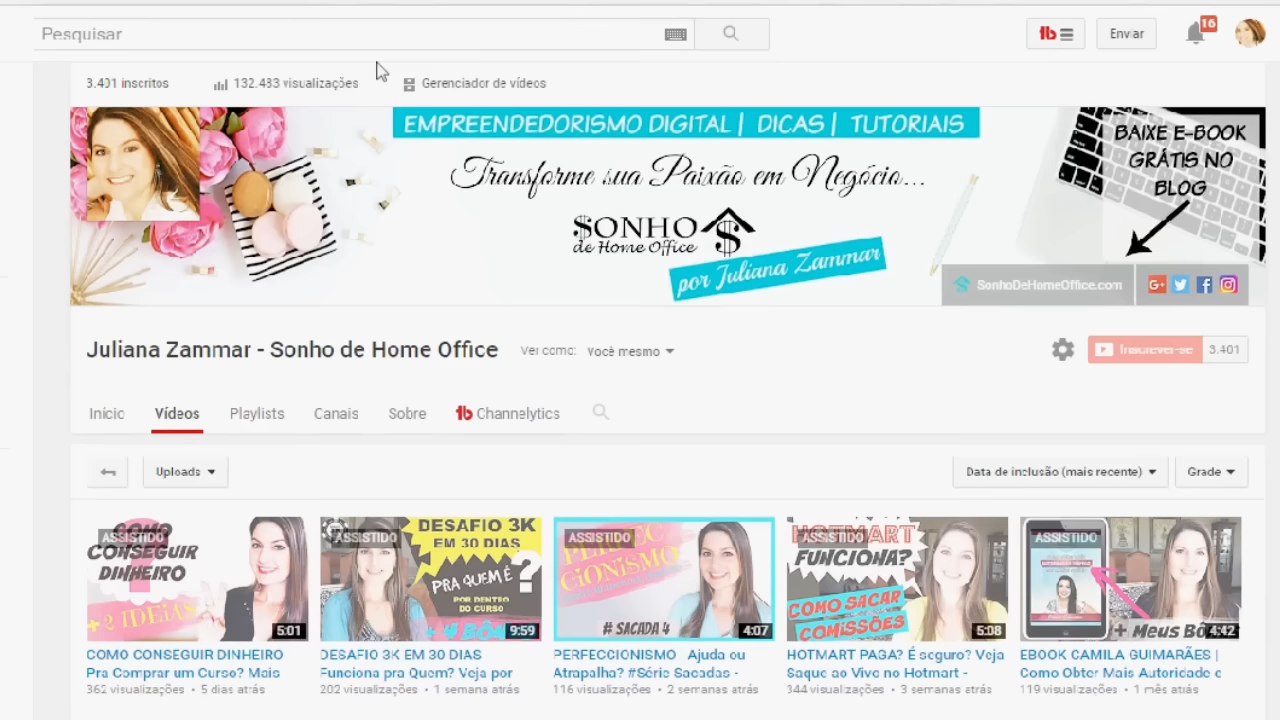 Pesquisar
Enviar
16
3.401 inscritos
132.483 visualizações
Gerenciador de vídeos
EMPREENDEDORISMO DIGITAL | DICAS | TUTORIAIS
Transforme sua Paixão em Negócio...
SONHO
de Home Office
por Juliana Zammar
BAIXE E-BOOK
GRÁTIS NO
BLOG
SonhoDeHomeOffice.com
Juliana Zammar - Sonho de Home Office
Ver como: Você mesmo
Inscrever-se 3.401
Início Vídeos Playlists Canais Sobre Channelytics
Uploads
Data de inclusão (mais recente)
Grade
ASSISTIDO
COMO
CONSEGUIR
DINHEIRO
+2 IDEIAS
5:01
ASSISTIDO
DESAFIO 3K
EM 30 DIAS
PRA QUEM É ?
POR DENTRO
DO CURSO
9:59
ASSISTIDO
PERFEC
CIONISMO
# SACADA 4
4:07
ASSISTIDO
HOTMART
FUNCIONA?
COMO SACAR
COMISSÕES
5:08
ASSISTIDO
+ MEUS BÔ
4:42
COMO CONSEGUIR DINHEIRO
Pra Comprar um Curso? Mais
362 visualizações • 5 dias atrás
DESAFIO 3K EM 30 DIAS
Funciona pra Quem? Veja por
202 visualizações • 1 semana atrás
PERFECCIONISMO - Ajuda ou
Atrapalha? #Série Sacadas -
116 visualizações • 2 semanas atrás
HOTMART PAGA? É seguro? Veja
Saque ao Vivo no Hotmart -
344 visualizações • 3 semanas atrás
EBOOK CAMILA GUIMARÃES |
Como Obter Mais Autoridade e
119 visualizações • 1 mês atrás